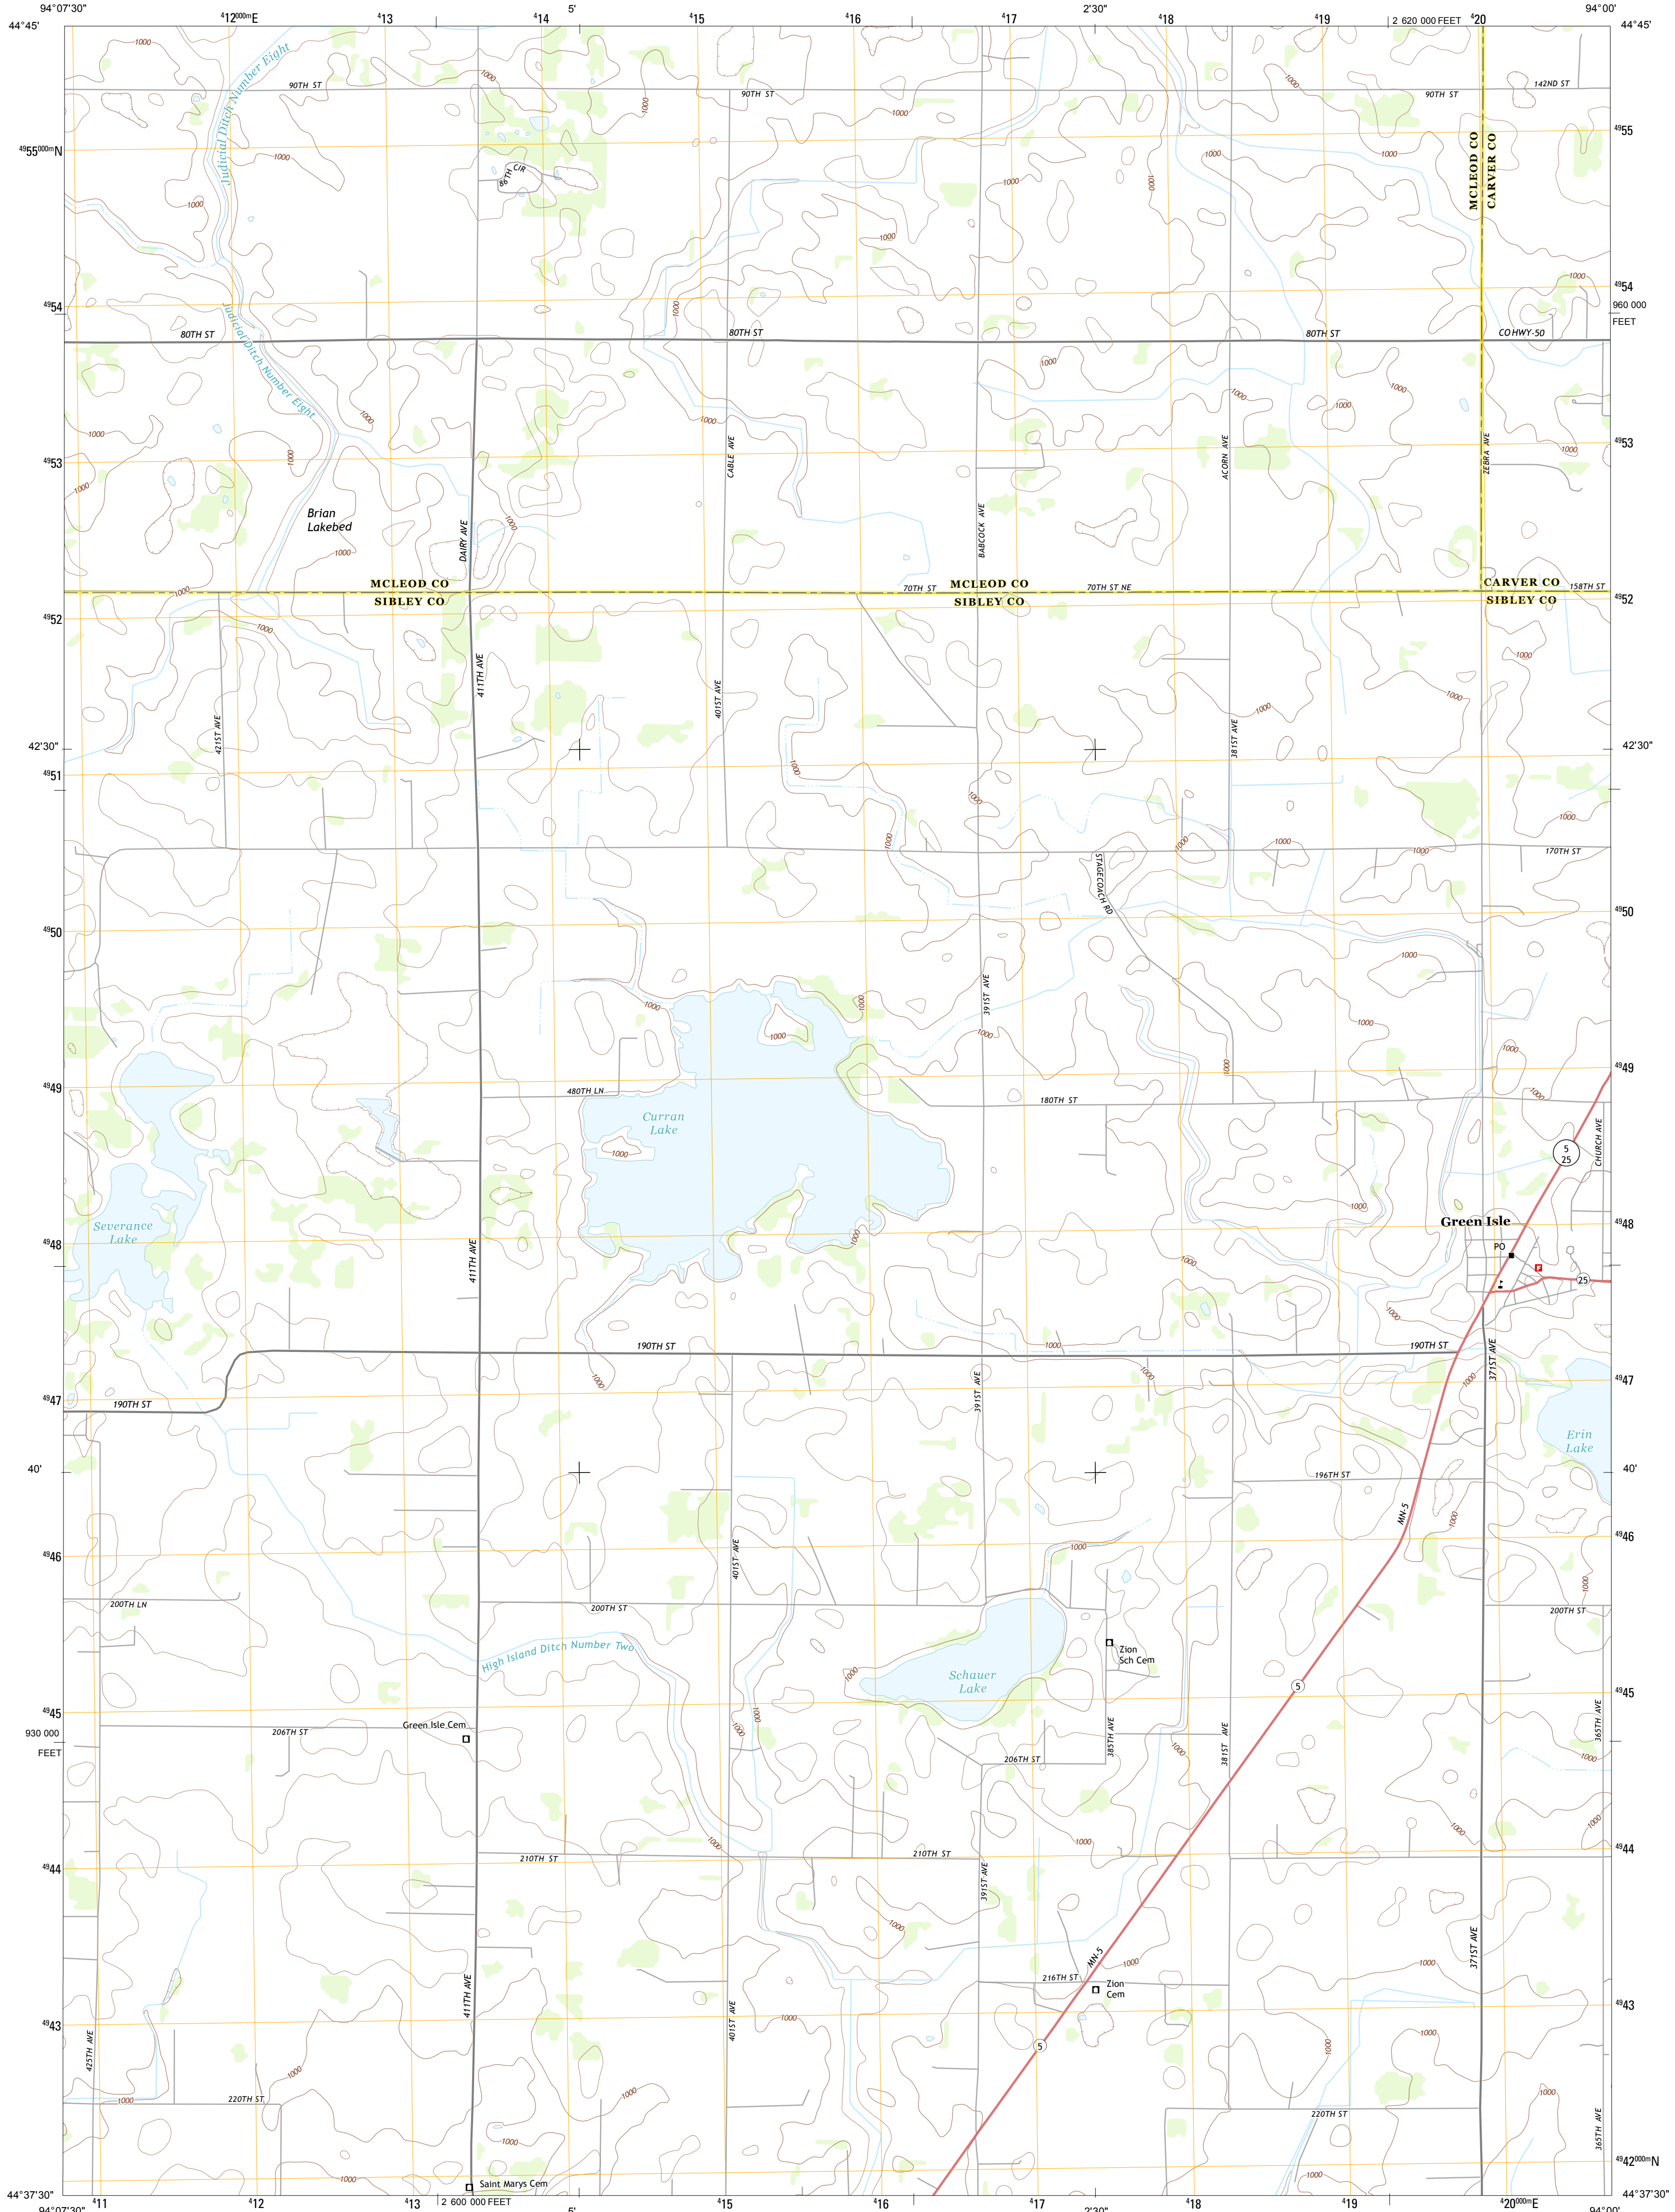 94°07'30"
412000mE
413
414
5'
415
416
417
2'30"
418
419
2 620 000 FEET
420
94°00'
44°45'
44°45'
1000
Judicial Ditch Number Eight
90TH ST
90TH ST
90TH ST
142ND ST
4955000mN
4955
86TH CIR
MCLEOD CO
CARVER CO
4954
4954
960 000
FEET
Judicial Ditch Number Eight
80TH ST
80TH ST
80TH ST
CO HWY-50
4953
4953
CABLE AVE
ACORN AVE
ZEBRA AVE
Brian
Lakebed
DAIRY AVE
BABCOCK AVE
MCLEOD CO
SIBLEY CO
70TH ST
MCLEOD CO
SIBLEY CO
70TH ST NE
CARVER CO
SIBLEY CO
158TH ST
4952
4952
411TH AVE
401ST AVE
421ST AVE
381ST AVE
42'30"
42'30"
4951
4951
170TH ST
STAGECOACH RD
4950
4950
391ST AVE
4949
4949
480TH LN
180TH ST
Curran
Lake
CHURCH AVE
5
25
Severance
Lake
Green Isle
PO
F
25
4948
4948
411TH AVE
190TH ST
190TH ST
371ST AVE
4947
4947
190TH ST
391ST AVE
Erin
Lake
40'
40'
196TH ST
MN-5
4946
4946
401ST AVE
200TH LN
200TH ST
200TH ST
High Island Ditch Number Two
Zion
Sch Cem
Schauer
Lake
5
4945
4945
930 000
FEET
Green Isle Cem
206TH ST
206TH ST
385TH AVE
381ST AVE
365TH AVE
4944
4944
210TH ST
210TH ST
391ST AVE
371ST AVE
MN-5
411TH AVE
216TH ST
Zion
Cem
4943
4943
401ST AVE
425TH AVE
5
220TH ST
220TH ST
365TH AVE
Saint Marys Cem
4942000mN
44°37'30"
44°37'30"
94°07'30"
411
412
413
2 600 000 FEET
5'
415
416
417
2'30"
418
419
420000mE
94°00'